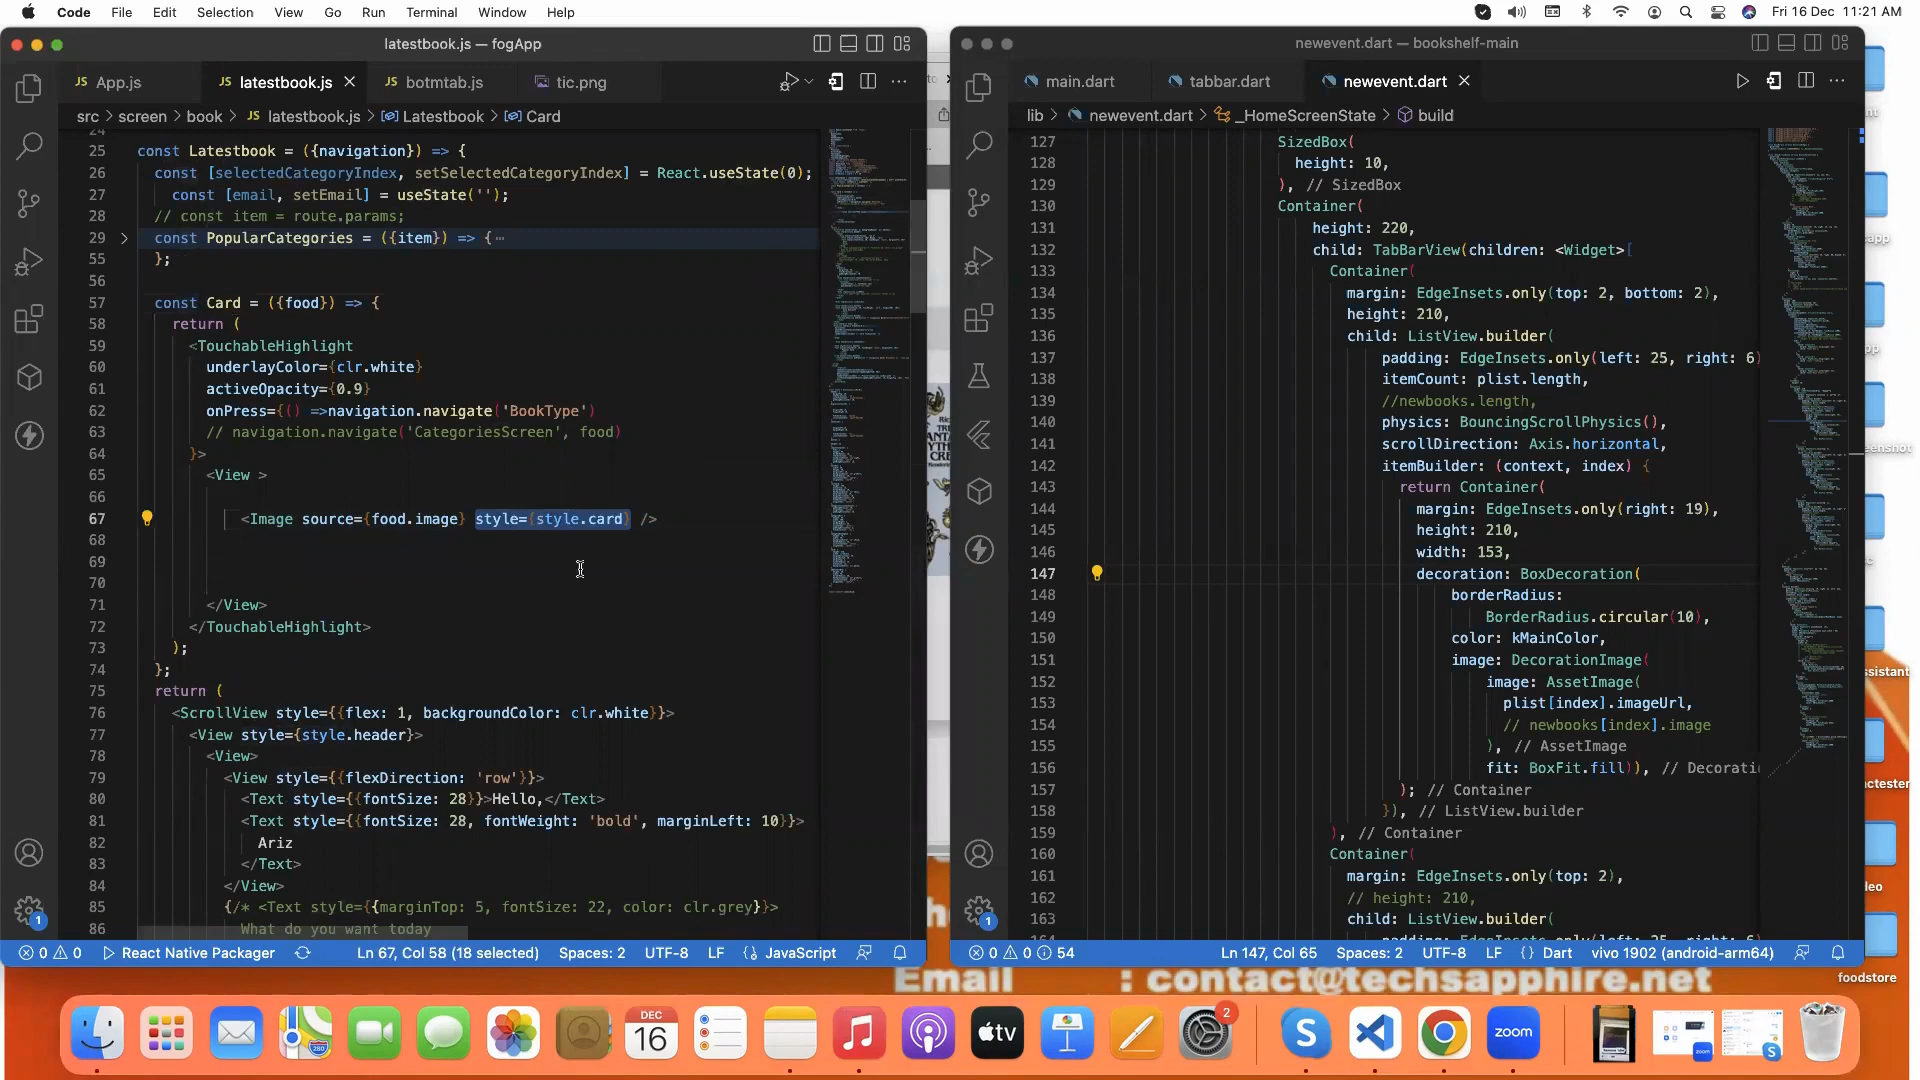 Code File Edit Selection View Go Run Terminal Window Help Fri 16 Dec 11:21 AM
latestbook.js — fogApp
JS App.js JS latestbook.js JS botmtab.js tic.png
src > screen > book > JS latestbook.js > Latestbook > Card
24
25 const Latestbook = ({navigation}) => {
26 const [selectedCategoryIndex, setSelectedCategoryIndex] = React.useState(0);
27 const [email, setEmail] = useState('');
28 // const item = route.params;
29 const PopularCategories = ({item}) => {…
55 };
56
57 const Card = ({food}) => {
58 return (
59 <TouchableHighlight
60 underlayColor={clr.white}
61 activeOpacity={0.9}
62 onPress={() =>navigation.navigate('BookType')
63 // navigation.navigate('CategoriesScreen', food)
64 }>
65 <View >
66
67 <Image source={food.image} style={style.card} />
68
69
70
71 </View>
72 </TouchableHighlight>
73 );
74 };
75 return (
76 <ScrollView style={{flex: 1, backgroundColor: clr.white}}>
77 <View style={style.header}>
78 <View>
79 <View style={{flexDirection: 'row'}}>
80 <Text style={{fontSize: 28}}>Hello,</Text>
81 <Text style={{fontSize: 28, fontWeight: 'bold', marginLeft: 10}}>
82 Ariz
83 </Text>
84 </View>
85 {/* <Text style={{marginTop: 5, fontSize: 22, color: clr.grey}}>
86 What do you want today
1
0 0 React Native Packager Ln 67, Col 58 (18 selected) Spaces: 2 UTF-8 LF {} JavaScript
newevent.dart — bookshelf-main
main.dart tabbar.dart newevent.dart
lib > newevent.dart > _HomeScreenState > build
127 SizedBox(
128 height: 10,
129 ), // SizedBox
130 Container(
131 height: 220,
132 child: TabBarView(children: <Widget>[
133 Container(
134 margin: EdgeInsets.only(top: 2, bottom: 2),
135 height: 210,
136 child: ListView.builder(
137 padding: EdgeInsets.only(left: 25, right: 6)
138 itemCount: plist.length,
139 //newbooks.length,
140 physics: BouncingScrollPhysics(),
141 scrollDirection: Axis.horizontal,
142 itemBuilder: (context, index) {
143 return Container(
144 margin: EdgeInsets.only(right: 19),
145 height: 210,
146 width: 153,
147 decoration: BoxDecoration(
148 borderRadius:
149 BorderRadius.circular(10),
150 color: kMainColor,
151 image: DecorationImage(
152 image: AssetImage(
153 plist[index].imageUrl,
154 // newbooks[index].image
155 ), // AssetImage
156 fit: BoxFit.fill)), // Decorati
157 ); // Container
158 }), // ListView.builder
159 ), // Container
160 Container(
161 margin: EdgeInsets.only(top: 2),
162 // height: 210,
163 child: ListView.builder(
1
0 0 54 Ln 147, Col 65 Spaces: 2 UTF-8 LF {} Dart vivo 1902 (android-arm64)
Email : contact@techsapphire.net
foodstore
DEC
16
280
tv
2
S
zoom